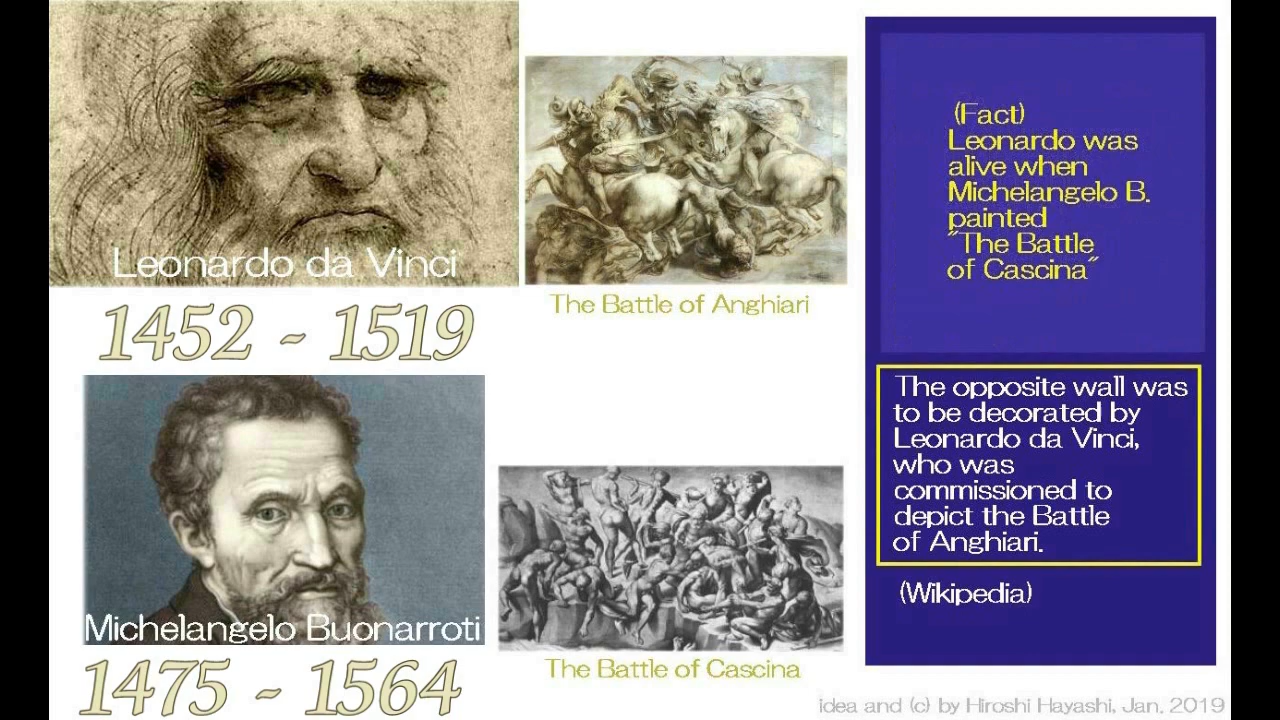 Leonardo da Vinci
1452 - 1519
The Battle of Anghiari
Michelangelo Buonarroti
1475 - 1564
The Battle of Cascina
(Fact)
Leonardo was
alive when
Michelangelo B.
painted
"The Battle
of Cascina"
The opposite wall was
to be decorated by
Leonardo da Vinci,
who was
commissioned to
depict the Battle
of Anghiari.
(Wikipedia)
idea and (c) by Hiroshi Hayashi, Jan. 2019